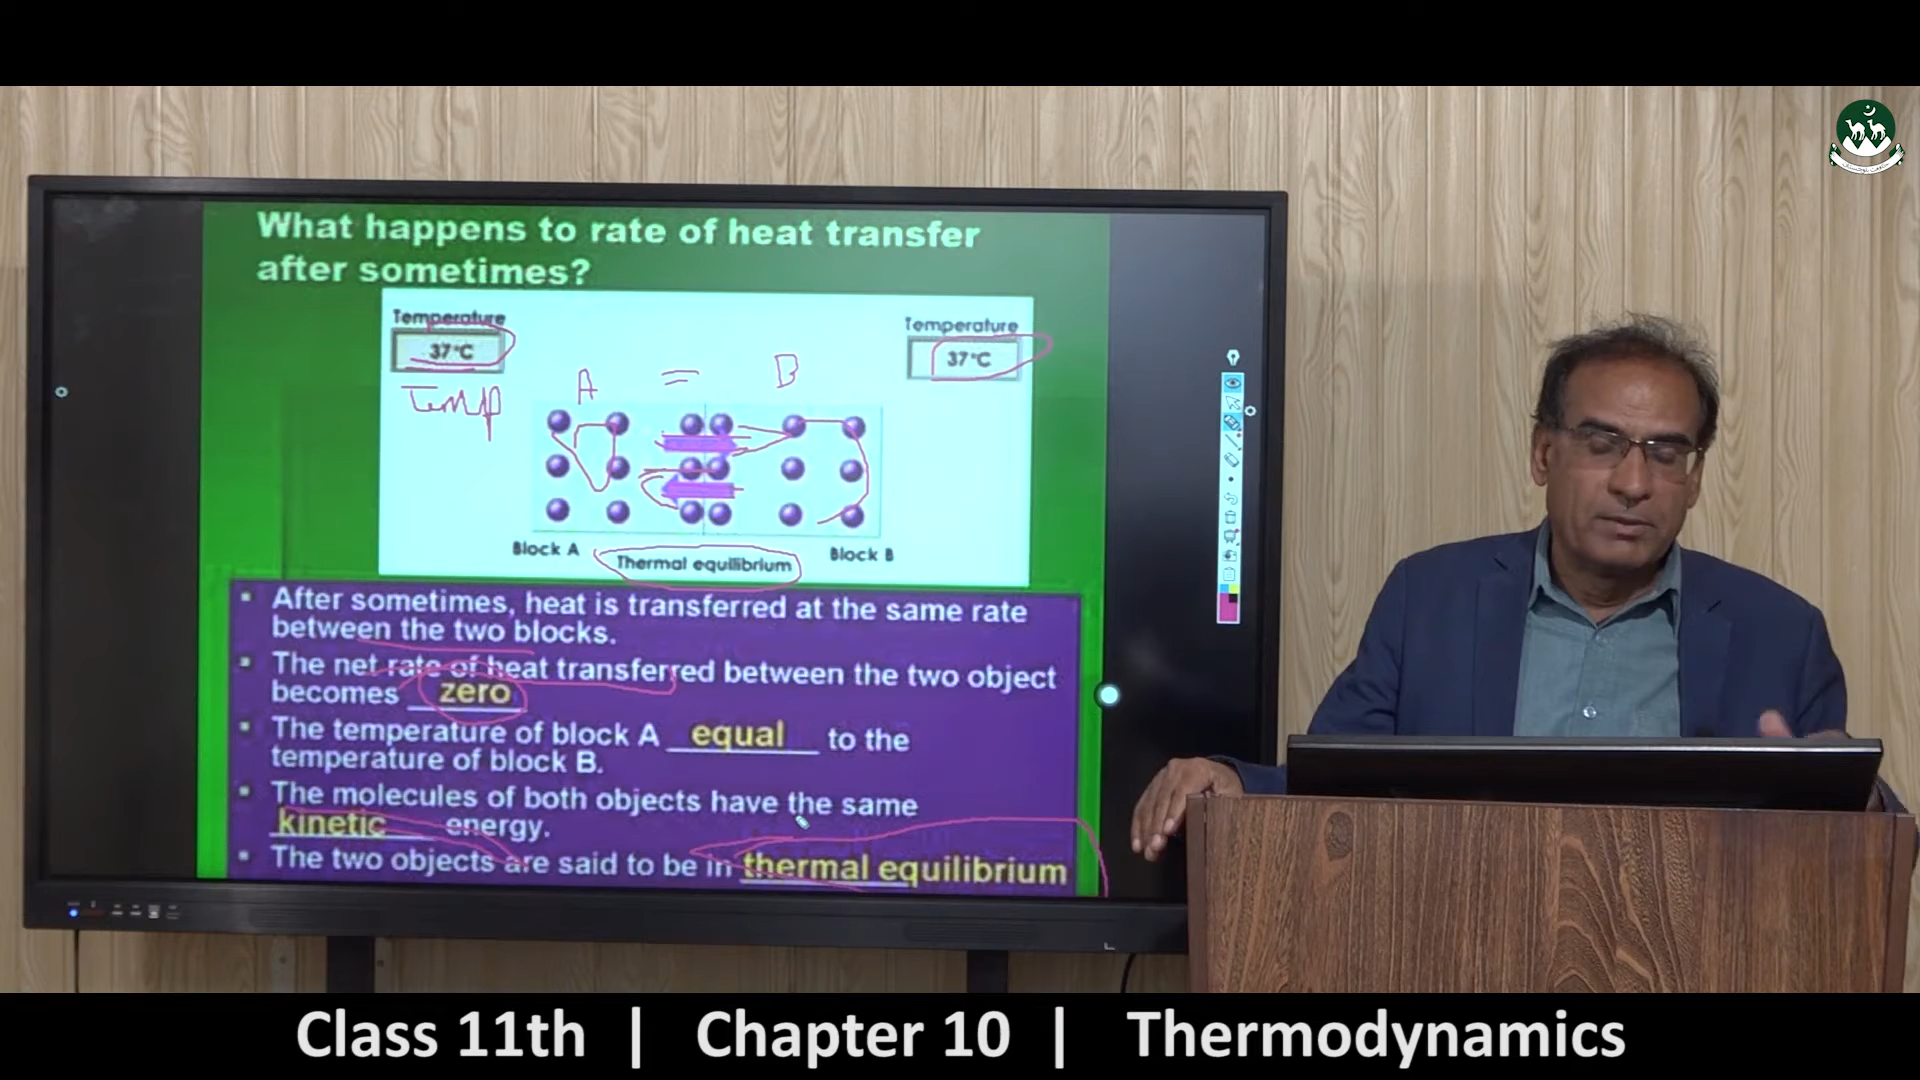 What happens to rate of heat transfer
after sometimes?
Temperature
37°C
Temperature
37°C
Temp
A = B
Block A
Thermal equilibrium
Block B
▪ After sometimes, heat is transferred at the same rate
between the two blocks.
▪ The net rate of heat transferred between the two object
becomes zero
▪ The temperature of block A equal to the
temperature of block B.
▪ The molecules of both objects have the same
kinetic energy.
▪ The two objects are said to be in thermal equilibrium
Class 11th | Chapter 10 | Thermodynamics